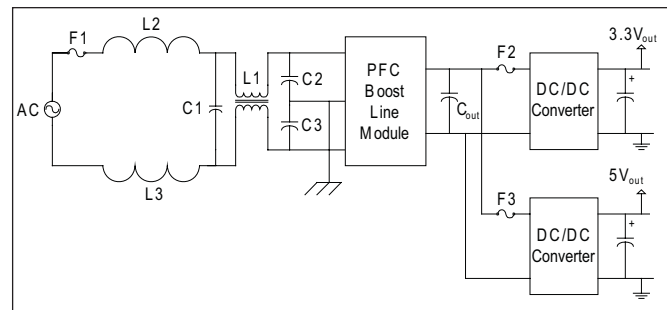 F1
L2
AC
C1
L1
C2
C3
L3
PFC
Boost
Line
Module
Cout
F2
DC/DC
Converter
3.3Vout
+
F3
DC/DC
Converter
5Vout
+